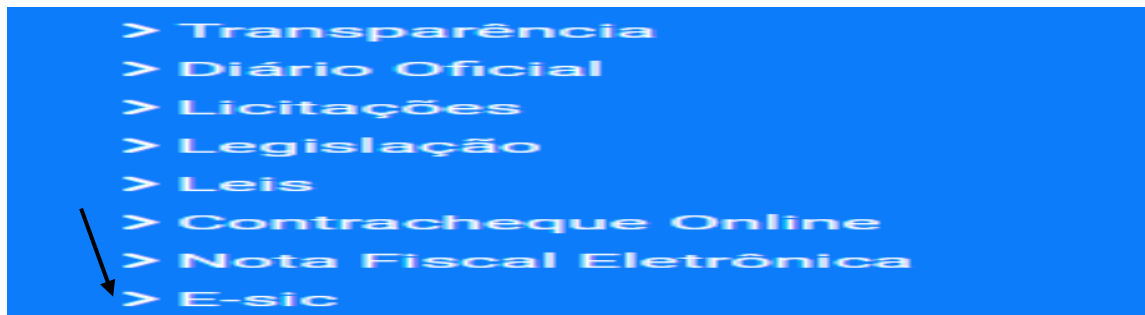 > Transparência
> Diário Oficial
> Licitações
> Legislação
> Leis
> Contracheque Online
> Nota Fiscal Eletrônica
> E-sic